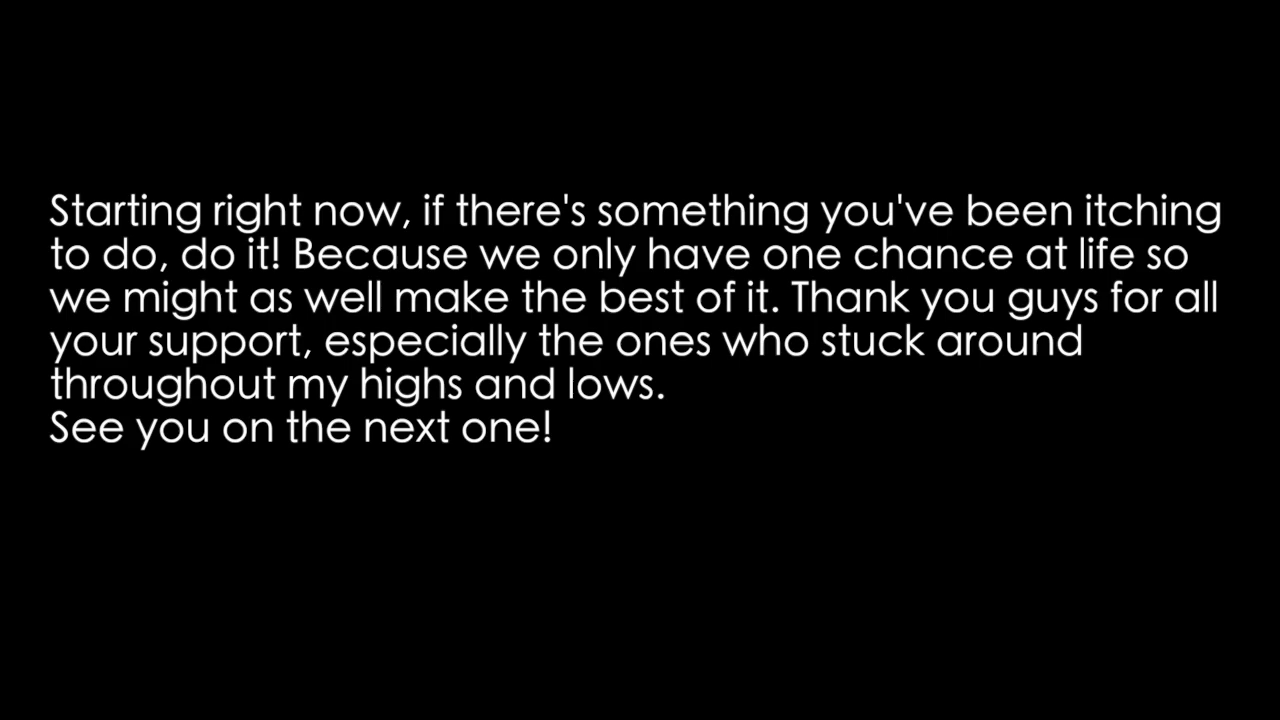 Starting right now, if there's something you've been itching
to do, do it! Because we only have one chance at life so
we might as well make the best of it. Thank you guys for all
your support, especially the ones who stuck around
throughout my highs and lows.
See you on the next one!